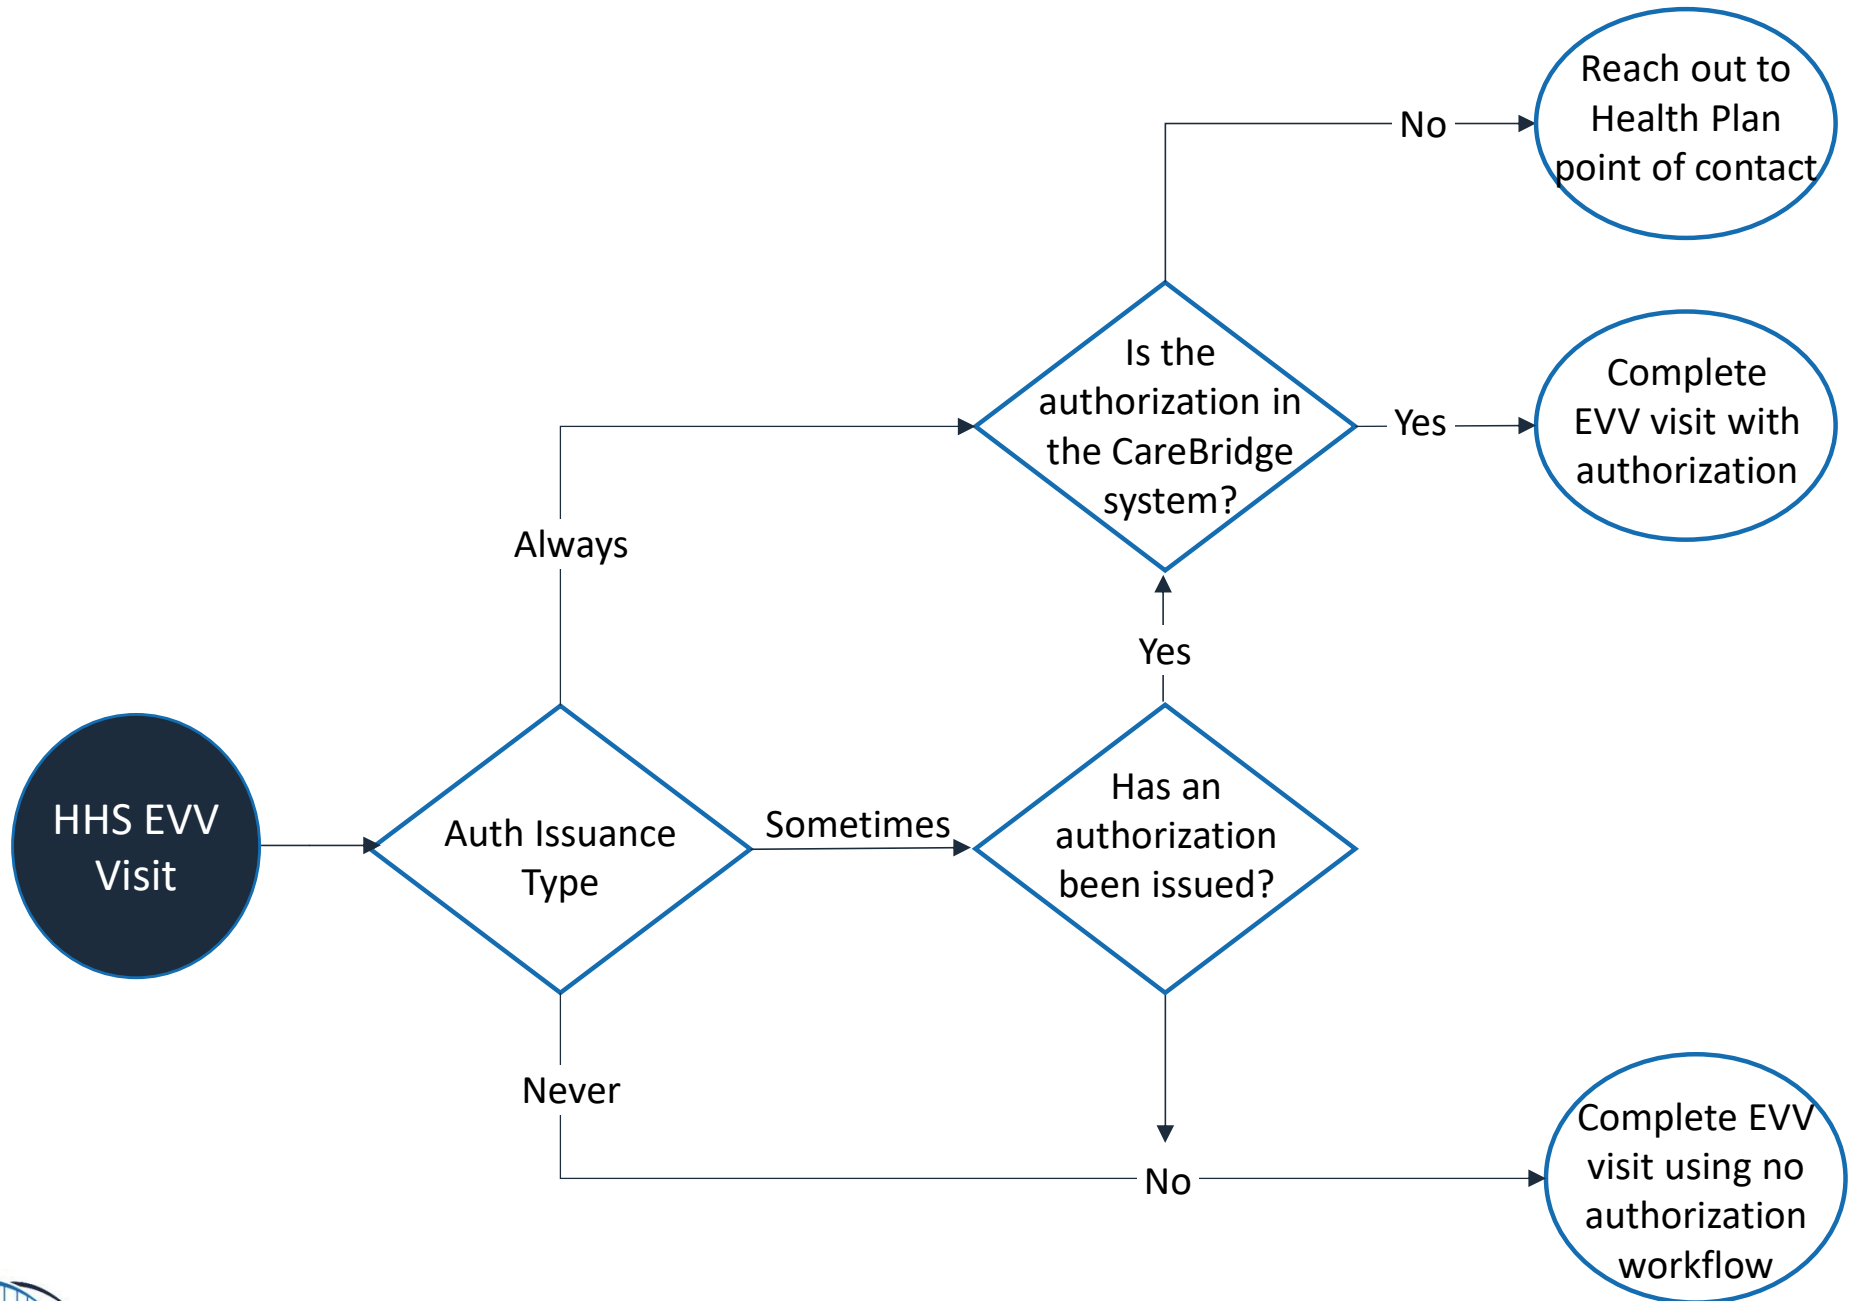 Reach out to
Health Plan
point of contact
No
Is the
authorization in
the CareBridge
system?
Yes
Complete
EVV visit with
authorization
Always
Yes
HHS EVV
Visit
Auth Issuance
Type
Sometimes
Has an
authorization
been issued?
Never
No
Complete EVV
visit using no
authorization
workflow